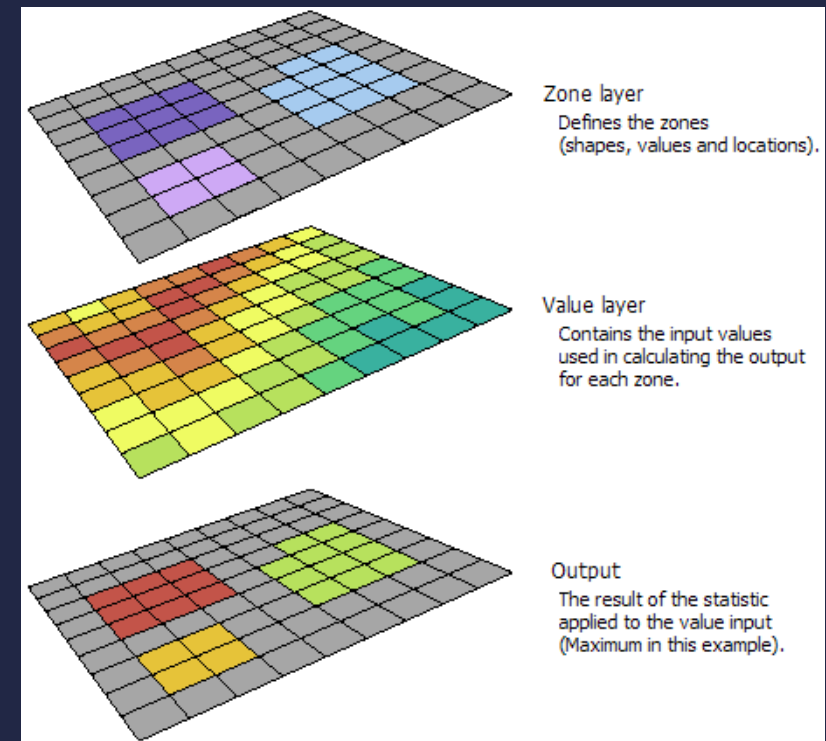 Zone layer
Defines the zones
(shapes, values and locations).
Value layer
Contains the input values
used in calculating the output
for each zone.
Output
The result of the statistic
applied to the value input
(Maximum in this example).